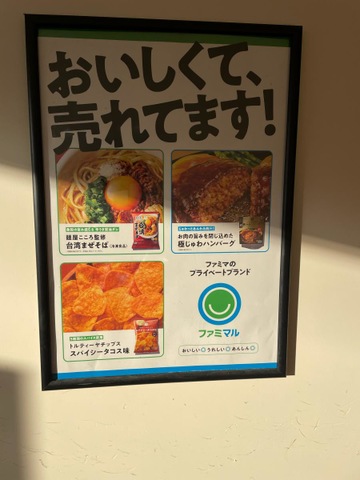 おいしくて、
売れてます!
麺屋こころ監修
台湾まぜそば(冷凍食品)
お肉の旨みを閉じ込めた
極じゅわハンバーグ
トルティーヤチップス
スパイシータコス味
ファミマの
プライベートブランド
ファミマル
おいしい うれしい あんしん